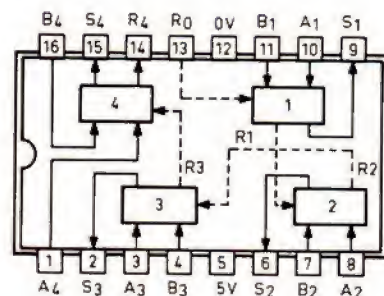 B4 S4 R4 R0 0V B1 A1 S1
16 15 14 13 12 11 10 9
4 1
R1
R3 R2
3 2
1 2 3 4 5 6 7 8
A4 S3 A3 B3 5V S2 B2 A2